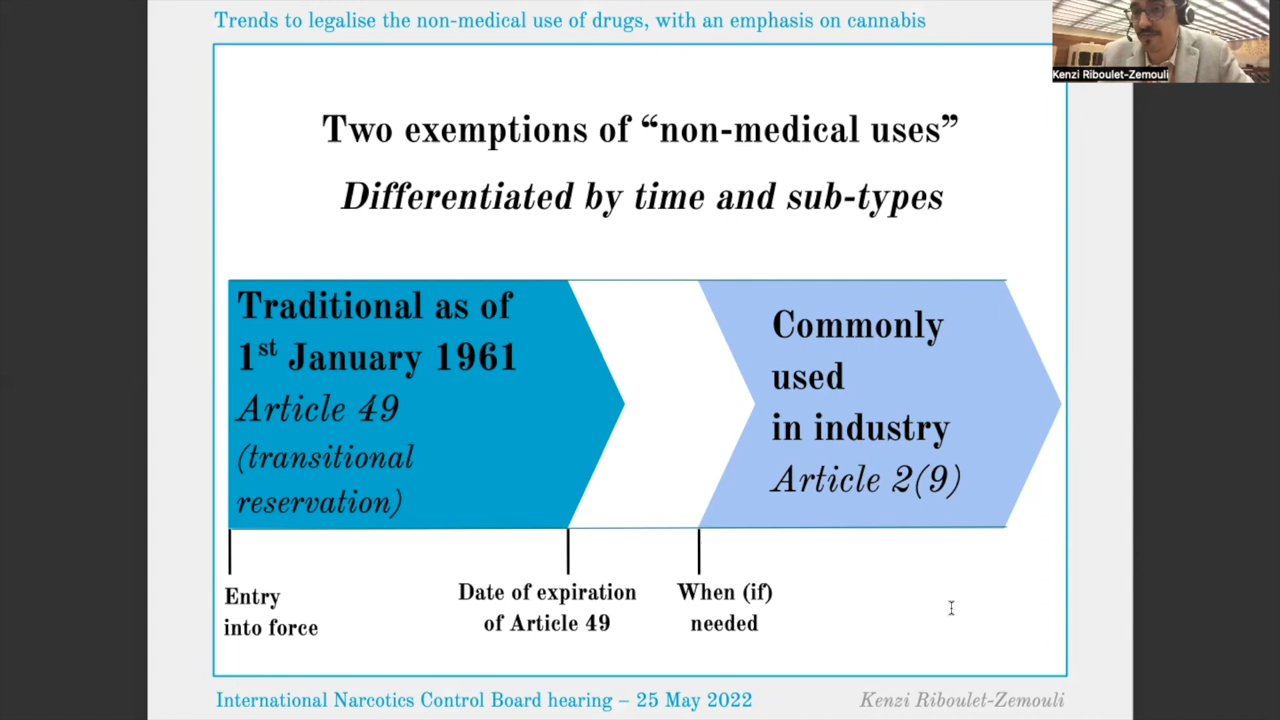 Trends to legalise the non-medical use of drugs, with an emphasis on cannabis
Kenzi Riboulet-Zemouli
Two exemptions of “non-medical uses”
Differentiated by time and sub-types
Traditional as of
1st January 1961
Article 49
(transitional
reservation)
Commonly
used
in industry
Article 2(9)
Entry
into force
Date of expiration
of Article 49
When (if)
needed
International Narcotics Control Board hearing – 25 May 2022
Kenzi Riboulet-Zemouli